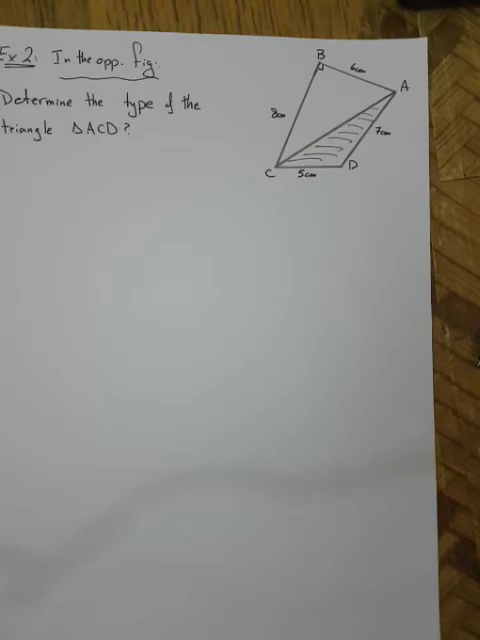 Ex 2: In the opp. fig.
Determine the type of the
triangle ΔACD?
B
6cm
A
8cm
7cm
C
5cm
D